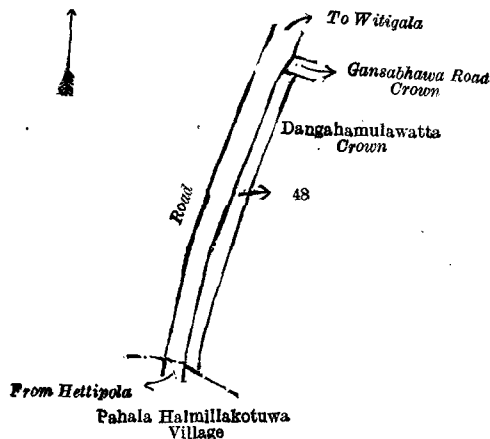 To Witigala
Gansabhawa Road
Crown
Dangahamulawatta
Crown
48
Road
From Hettipola
Pahala Halmillakotuwa
Village